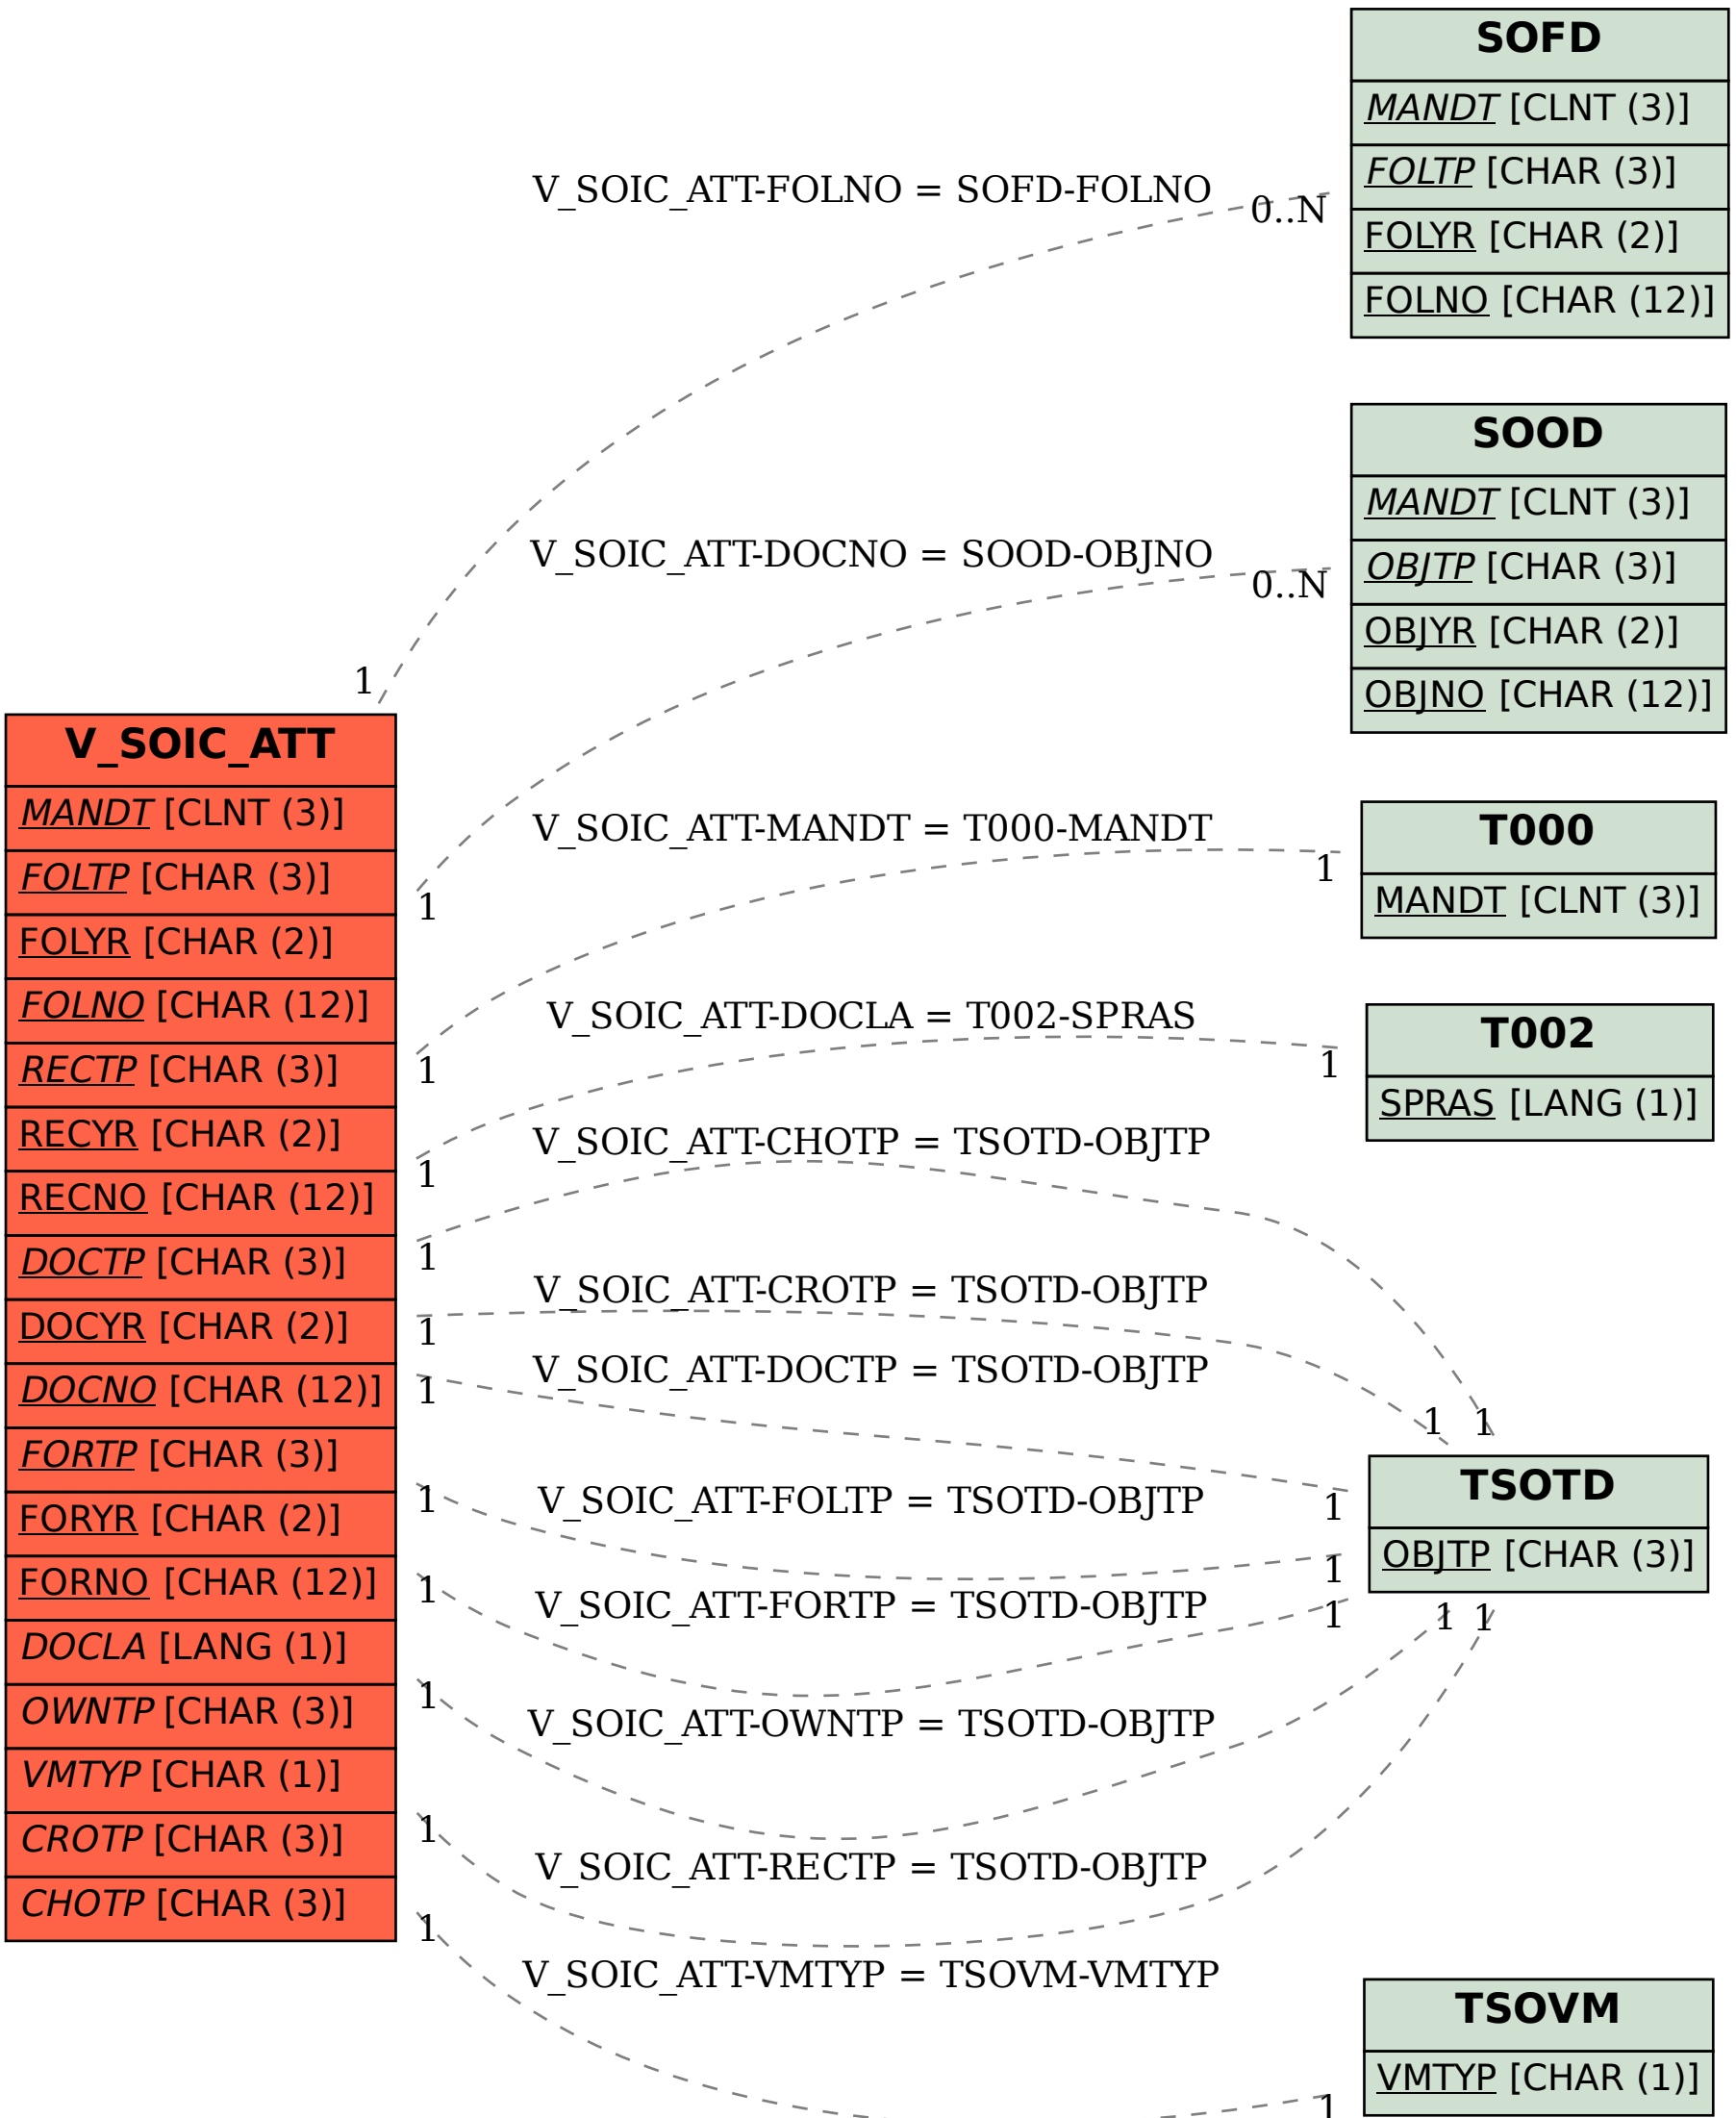 SOFD
MANDT [CLNT (3)]
FOLTP [CHAR (3)]
FOLYR [CHAR (2)]
FOLNO [CHAR (12)]
V_SOIC_ATT-FOLNO = SOFD-FOLNO
0..N
1
SOOD
MANDT [CLNT (3)]
OBJTP [CHAR (3)]
OBJYR [CHAR (2)]
OBJNO [CHAR (12)]
V_SOIC_ATT-DOCNO = SOOD-OBJNO
0..N
1
V_SOIC_ATT
MANDT [CLNT (3)]
FOLTP [CHAR (3)]
FOLYR [CHAR (2)]
FOLNO [CHAR (12)]
RECTP [CHAR (3)]
RECYR [CHAR (2)]
RECNO [CHAR (12)]
DOCTP [CHAR (3)]
DOCYR [CHAR (2)]
DOCNO [CHAR (12)]
FORTP [CHAR (3)]
FORYR [CHAR (2)]
FORNO [CHAR (12)]
DOCLA [LANG (1)]
OWNTP [CHAR (3)]
VMTYP [CHAR (1)]
CROTP [CHAR (3)]
CHOTP [CHAR (3)]
V_SOIC_ATT-MANDT = T000-MANDT
1
1
T000
MANDT [CLNT (3)]
V_SOIC_ATT-DOCLA = T002-SPRAS
1
1
T002
SPRAS [LANG (1)]
V_SOIC_ATT-CHOTP = TSOTD-OBJTP
1
1
V_SOIC_ATT-CROTP = TSOTD-OBJTP
1
1
V_SOIC_ATT-DOCTP = TSOTD-OBJTP
1
1
V_SOIC_ATT-FOLTP = TSOTD-OBJTP
1
1
V_SOIC_ATT-FORTP = TSOTD-OBJTP
1
1
V_SOIC_ATT-OWNTP = TSOTD-OBJTP
1
1
V_SOIC_ATT-RECTP = TSOTD-OBJTP
1
1
TSOTD
OBJTP [CHAR (3)]
V_SOIC_ATT-VMTYP = TSOVM-VMTYP
1
1
TSOVM
VMTYP [CHAR (1)]